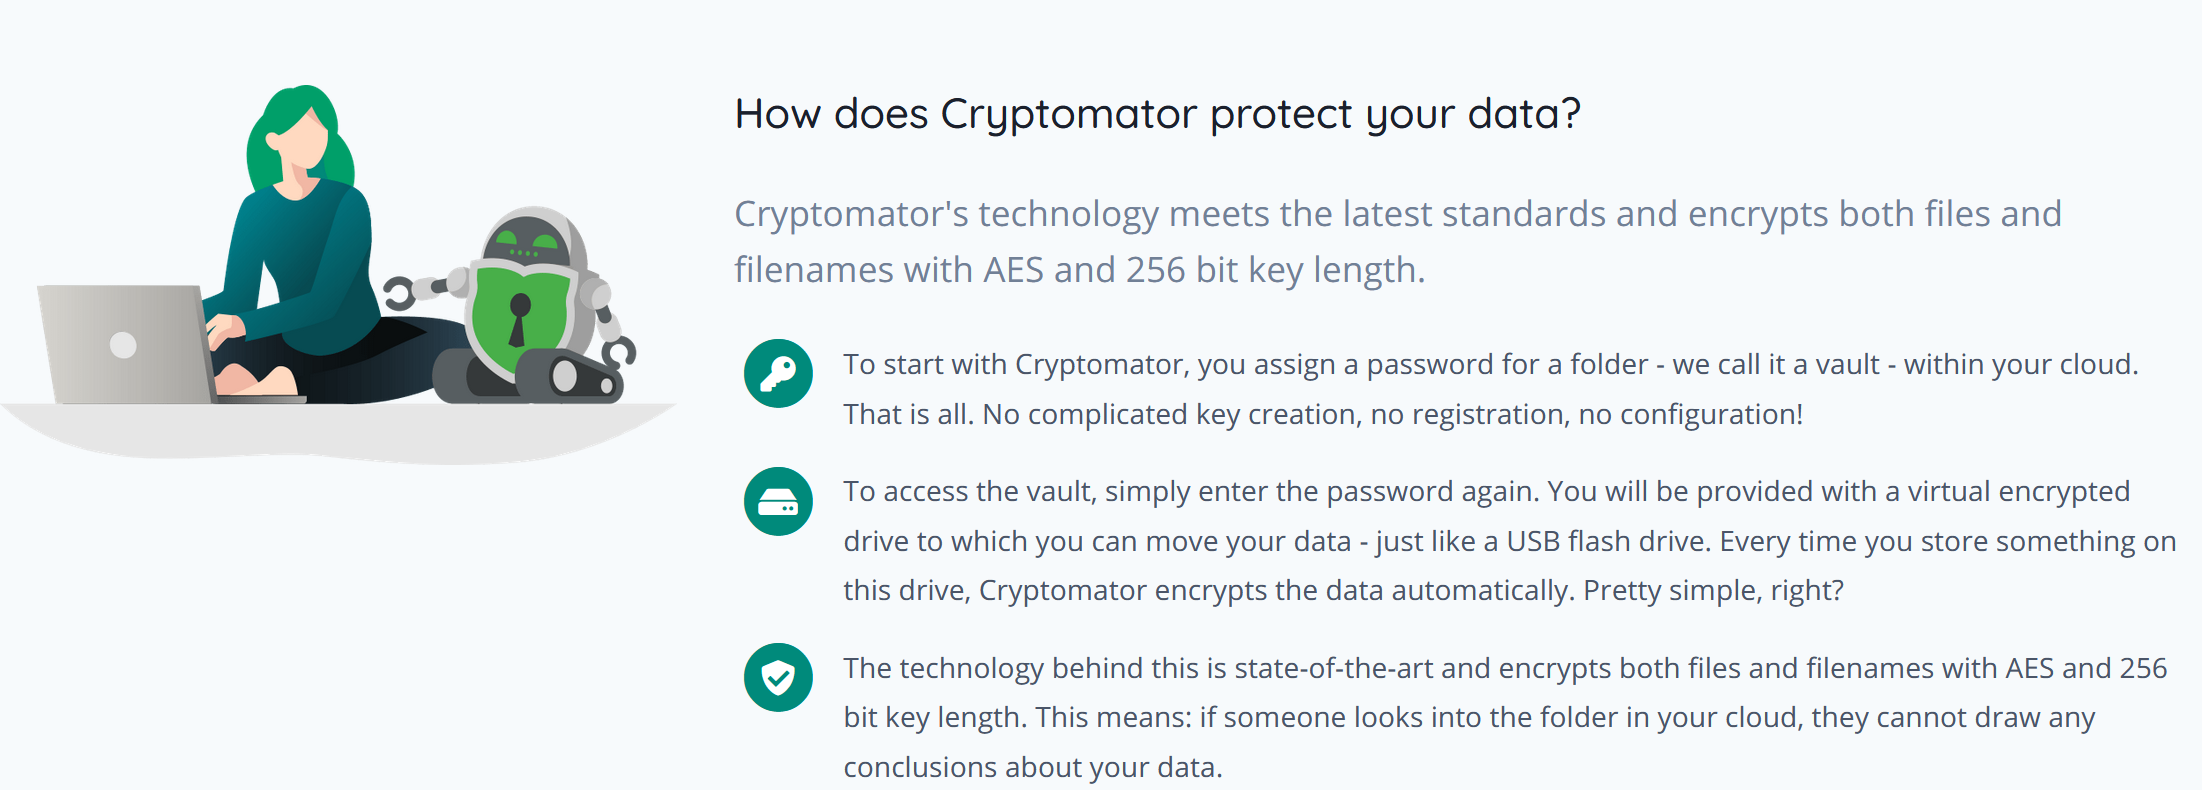 How does Cryptomator protect your data?
Cryptomator's technology meets the latest standards and encrypts both files and
filenames with AES and 256 bit key length.
To start with Cryptomator, you assign a password for a folder - we call it a vault - within your cloud.
That is all. No complicated key creation, no registration, no configuration!
To access the vault, simply enter the password again. You will be provided with a virtual encrypted
drive to which you can move your data - just like a USB flash drive. Every time you store something on
this drive, Cryptomator encrypts the data automatically. Pretty simple, right?
The technology behind this is state-of-the-art and encrypts both files and filenames with AES and 256
bit key length. This means: if someone looks into the folder in your cloud, they cannot draw any
conclusions about your data.